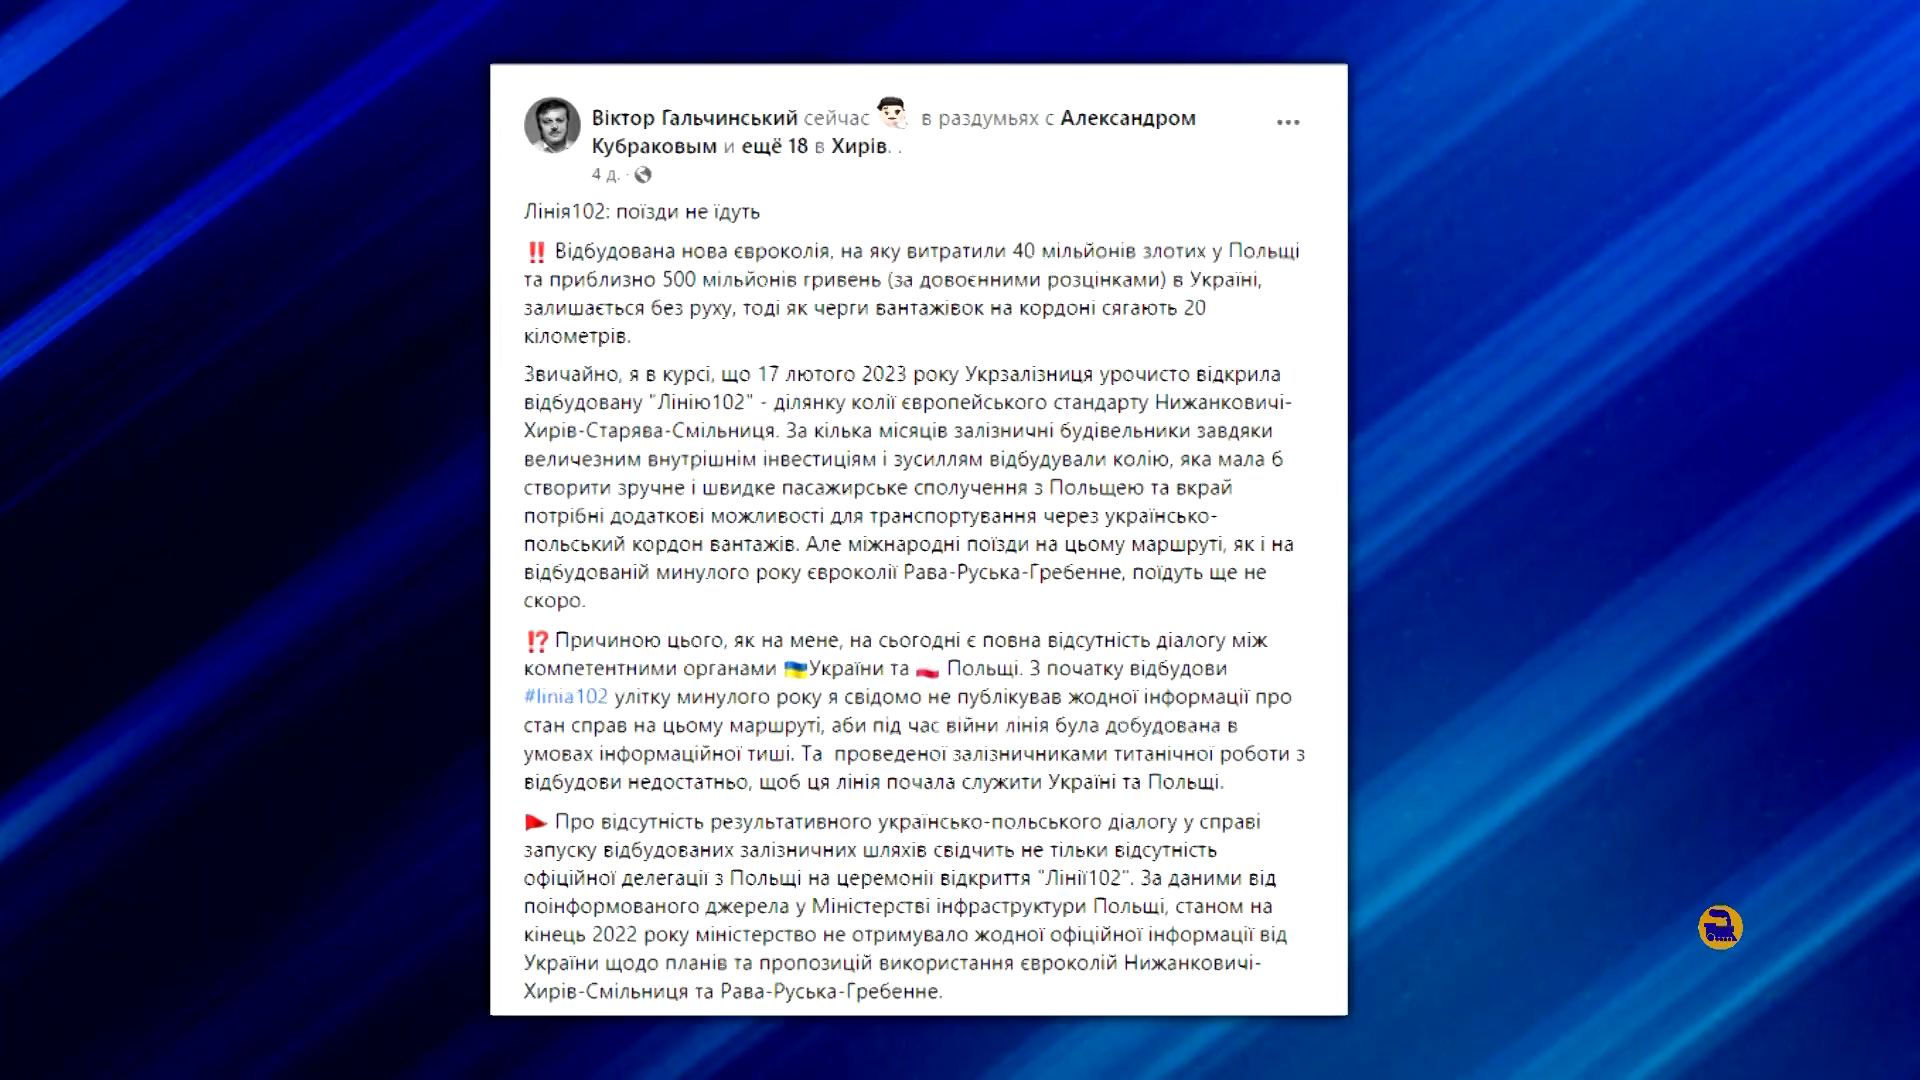 Віктор Гальчинський сейчас в раздумьях с Александром
Кубраковым и ещё 18 в Хирів. .
4 д. ·
Лінія102: поїзди не їдуть
‼ Відбудована нова євроколія, на яку витратили 40 мільйонів злотих у Польщі
та приблизно 500 мільйонів гривень (за довоєнними розцінками) в Україні,
залишається без руху, тоді як черги вантажівок на кордоні сягають 20
кілометрів.
Звичайно, я в курсі, що 17 лютого 2023 року Укрзалізниця урочисто відкрила
відбудовану "Лінію102" - ділянку колії європейського стандарту Нижанковичі-
Хирів-Старява-Смільниця. За кілька місяців залізничні будівельники завдяки
величезним внутрішнім інвестиціям і зусиллям відбудували колію, яка мала б
створити зручне і швидке пасажирське сполучення з Польщею та вкрай
потрібні додаткові можливості для транспортування через українсько-
польський кордон вантажів. Але міжнародні поїзди на цьому маршруті, як і на
відбудованій минулого року євроколії Рава-Руська-Гребенне, поїдуть ще не
скоро.
⁉ Причиною цього, як на мене, на сьогодні є повна відсутність діалогу між
компетентними органами 🇺🇦України та 🇵🇱 Польщі. З початку відбудови
#linia102 улітку минулого року я свідомо не публікував жодної інформації про
стан справ на цьому маршруті, аби під час війни лінія була добудована в
умовах інформаційної тиші. Та проведеної залізничниками титанічної роботи з
відбудови недостатньо, щоб ця лінія почала служити Україні та Польщі.
Про відсутність результативного українсько-польського діалогу у справі
запуску відбудованих залізничних шляхів свідчить не тільки відсутність
офіційної делегації з Польщі на церемонії відкриття "Лінії102". За даними від
поінформованого джерела у Міністерстві інфраструктури Польщі, станом на
кінець 2022 року міністерство не отримувало жодної офіційної інформації від
України щодо планів та пропозицій використання євроколій Нижанковичі-
Хирів-Смільниця та Рава-Руська-Гребенне.